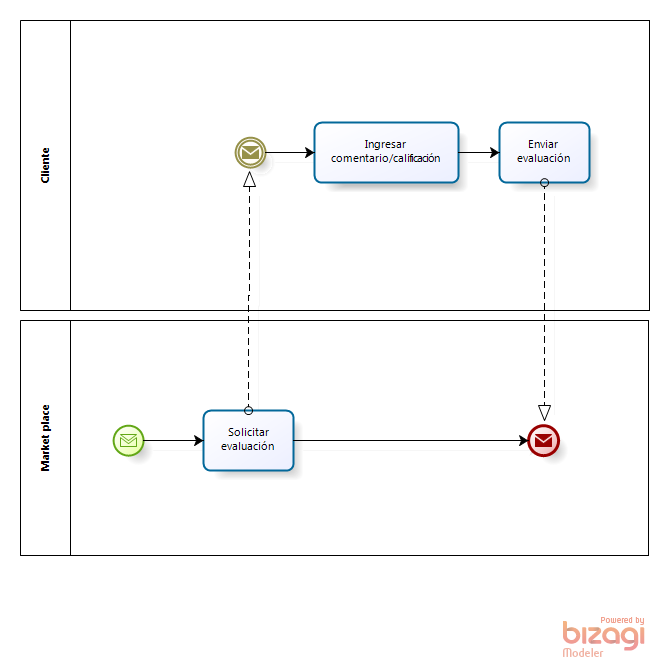 Cliente
Ingresar
comentario/calificación
Enviar
evaluación
Market place
Solicitar
evaluación
Powered by
bizagi
Modeler